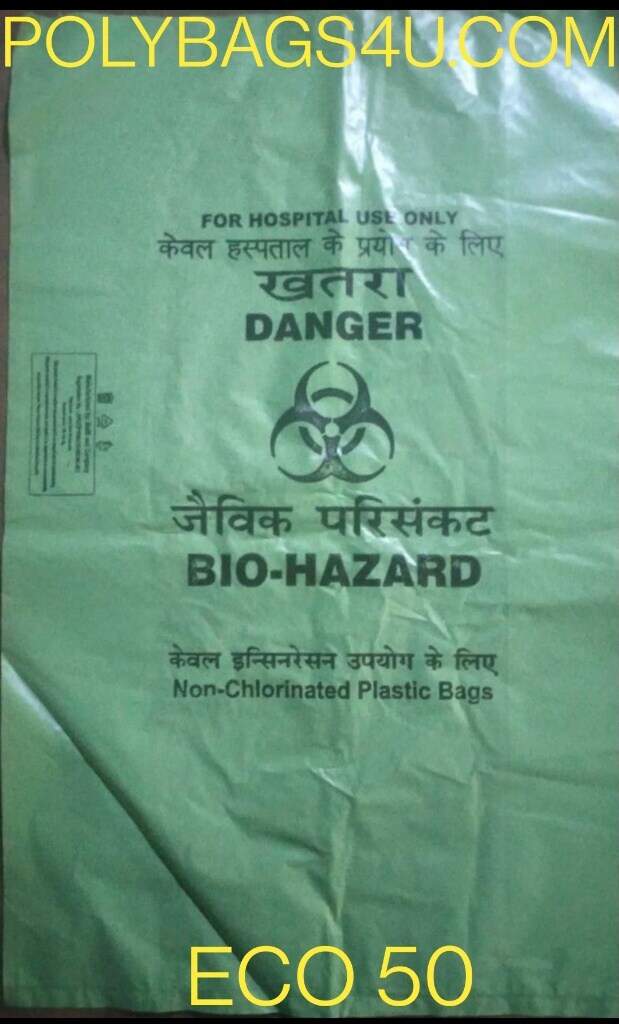 POLYBAGS4U.COM
FOR HOSPITAL USE ONLY
केवल हस्पताल के प्रयोग के लिए
खतरा
DANGER
जैविक परिसंकट
BIO-HAZARD
केवल इन्सिनरेसन उपयोग के लिए
Non-Chlorinated Plastic Bags
ECO 50